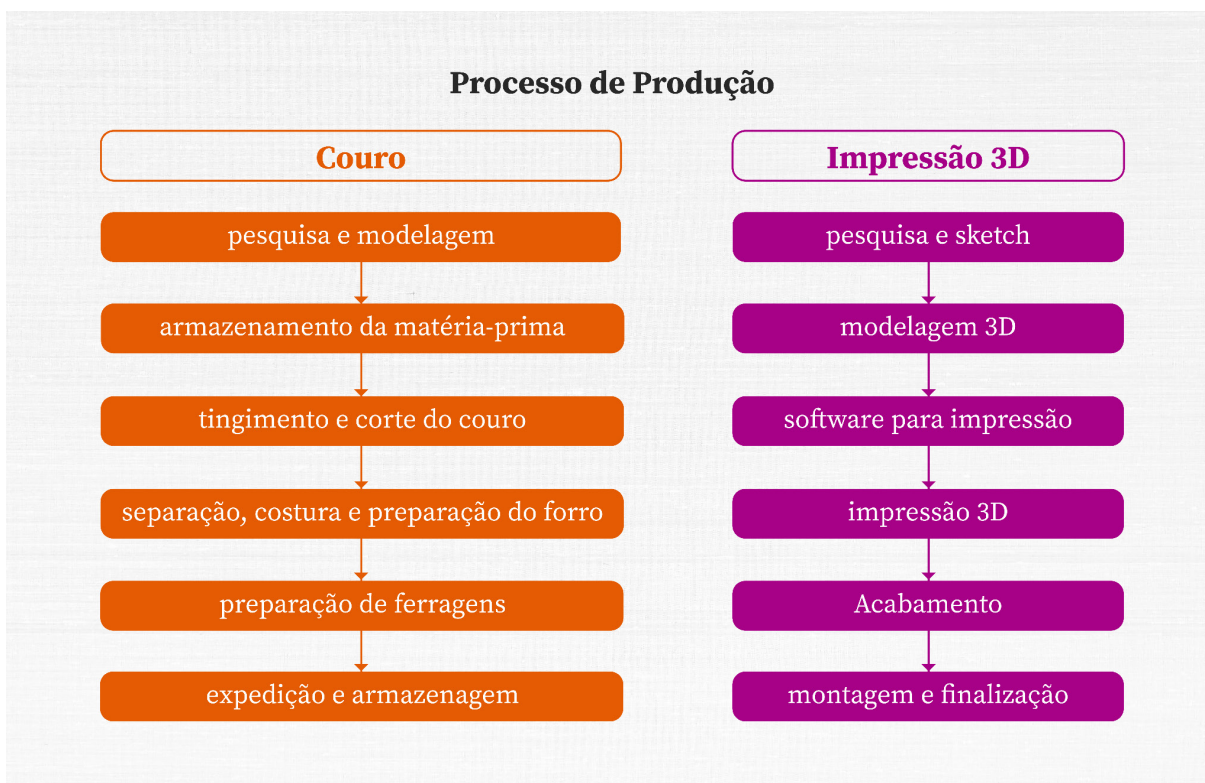 Processo de Produção
Couro
pesquisa e modelagem
armazenamento da matéria-prima
tingimento e corte do couro
separação, costura e preparação do forro
preparação de ferragens
expedição e armazenagem
Impressão 3D
pesquisa e sketch
modelagem 3D
software para impressão
impressão 3D
Acabamento
montagem e finalização